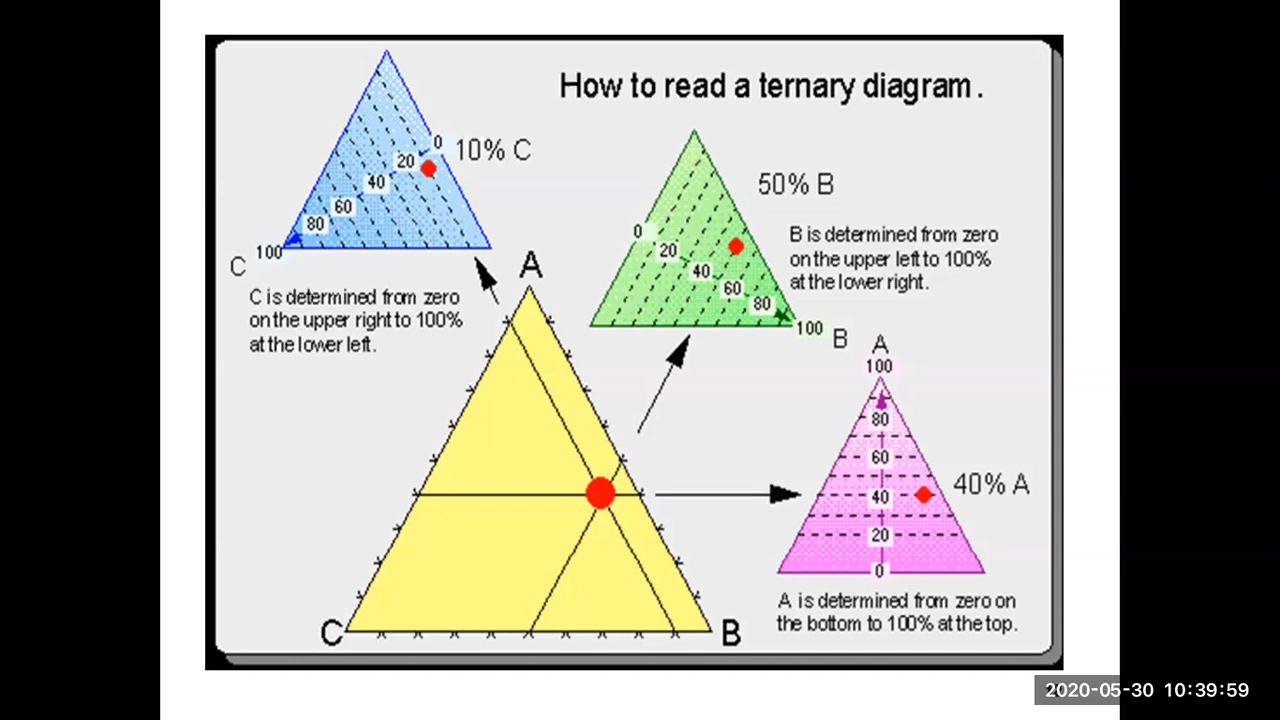 How to read a ternary diagram.
0
10% C
20
40
60
80
100
C
C is determined from zero
on the upper right to 100%
at the lower left.
50% B
0
20
40
60
80
100
B
B is determined from zero
on the upper left to 100%
at the lower right.
A
C
B
A
100
80
60
40
20
0
40% A
A is determined from zero on
the bottom to 100% at the top.
2020-05-30 10:39:59